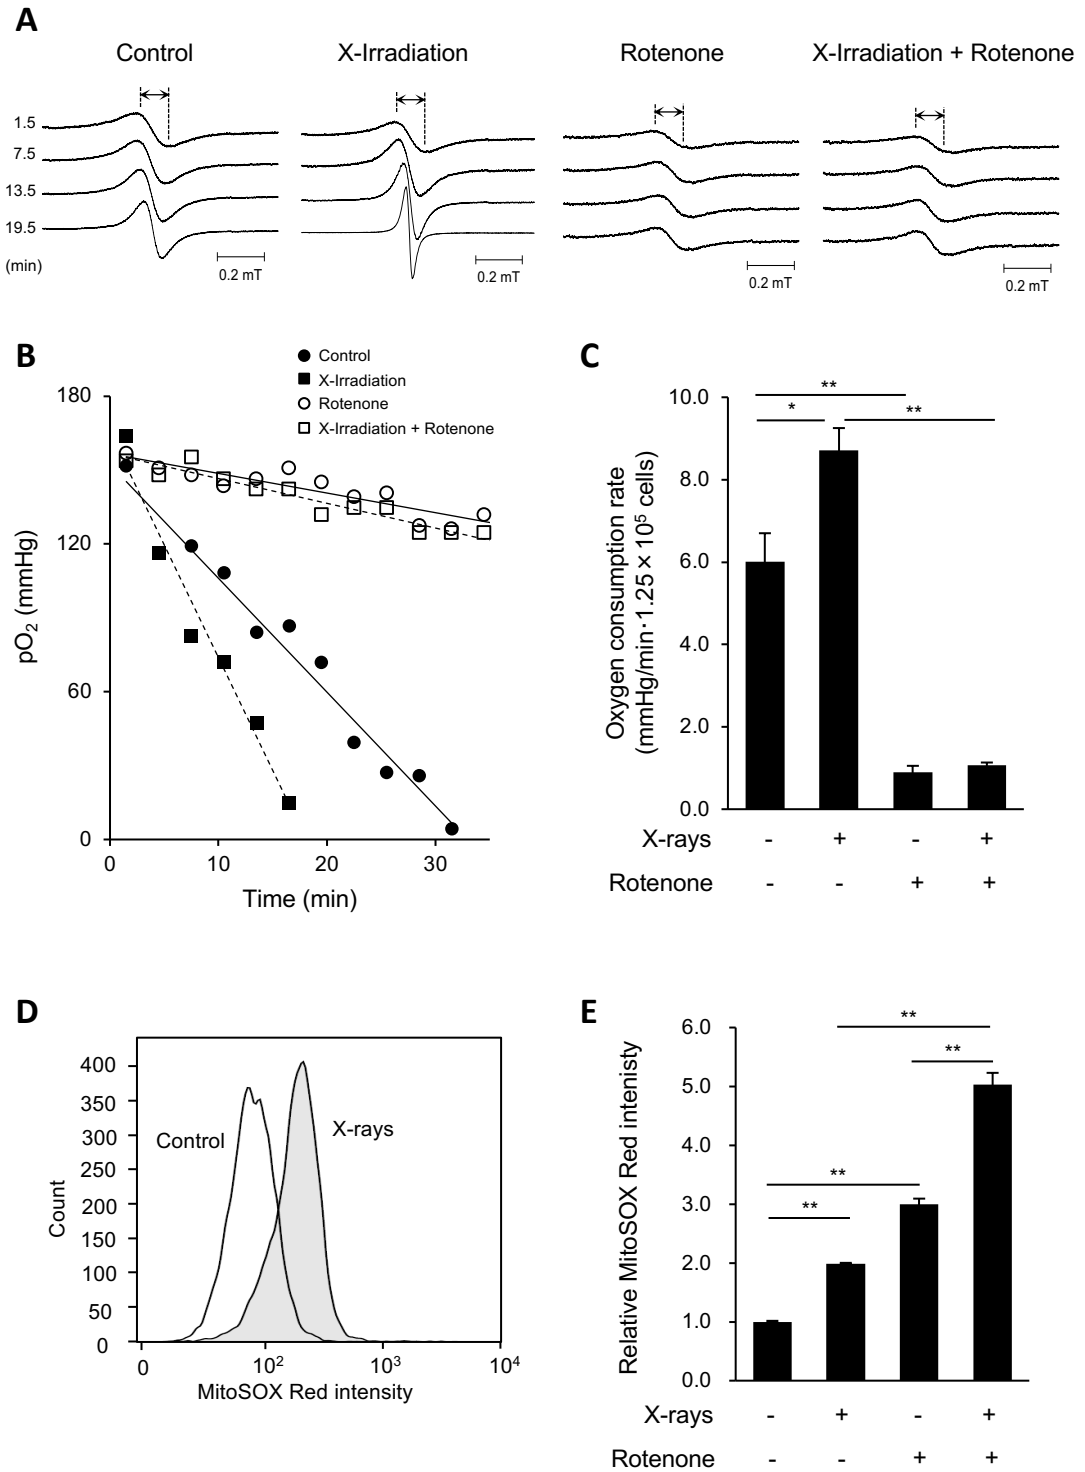 A
Control
X-Irradiation
Rotenone
X-Irradiation + Rotenone
1.5
7.5
13.5
19.5
(min)
0.2 mT
0.2 mT
0.2 mT
0.2 mT
B
Control
X-Irradiation
Rotenone
X-Irradiation + Rotenone
180
120
60
0
pO₂ (mmHg)
0 10 20 30
Time (min)
C
**
* **
10.0
8.0
6.0
4.0
2.0
0.0
Oxygen consumption rate
(mmHg/min·1.25×10⁵ cells)
X-rays - + - +
Rotenone - - + +
D
400
350
300
250
200
150
100
50
0
Count
Control
X-rays
0 10² 10³ 10⁴
MitoSOX Red intensity
E
6.0
5.0
4.0
3.0
2.0
1.0
0.0
Relative MitoSOX Red intenisty
**
**
**
**
X-rays - + - +
Rotenone - - + +